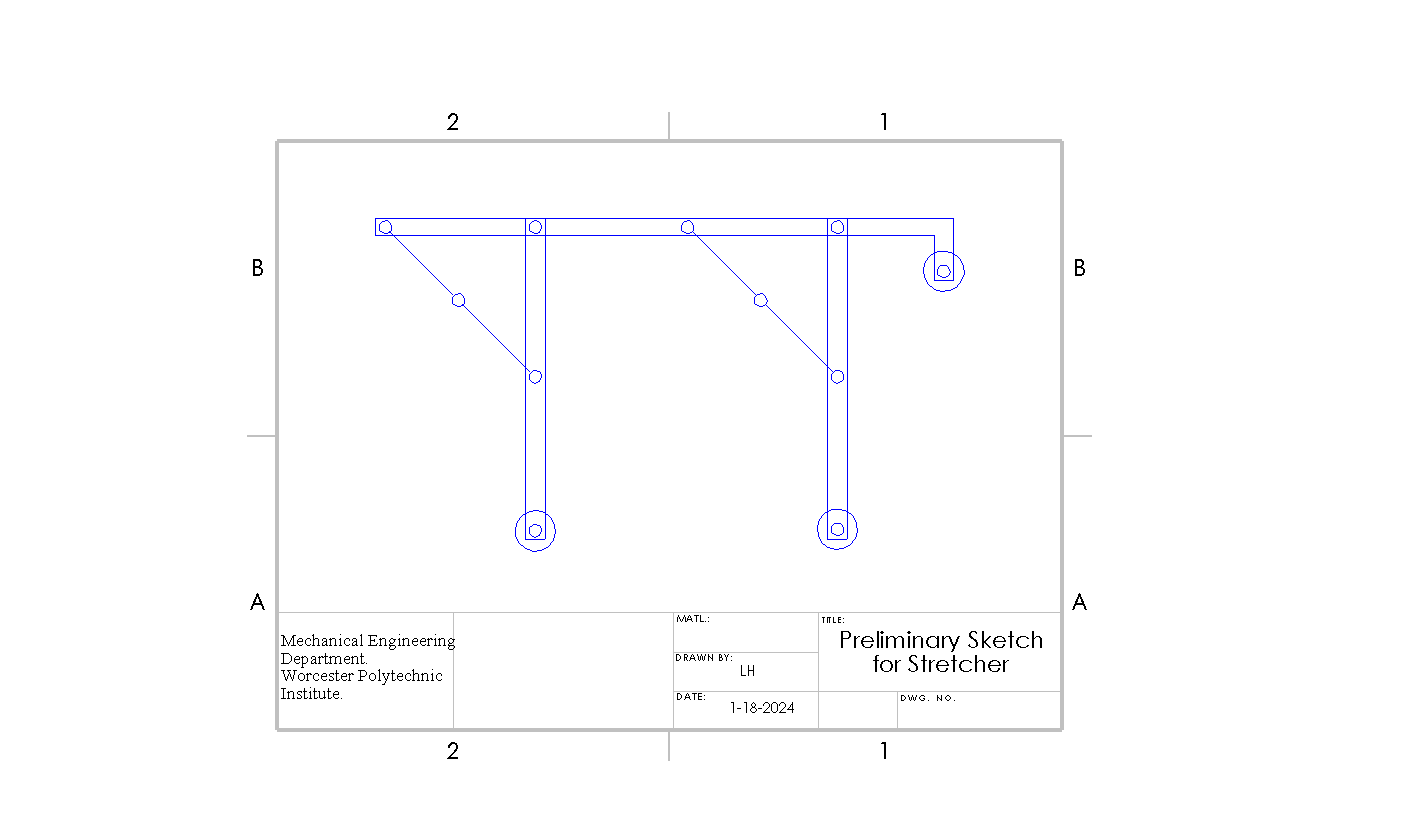 2 1
B B
A A
Mechanical Engineering
Department.
Worcester Polytechnic
Institute.
MATL.:
DRAWN BY:
LH
DATE:
1-18-2024
TITLE:
Preliminary Sketch
for Stretcher
DWG. NO.
2 1